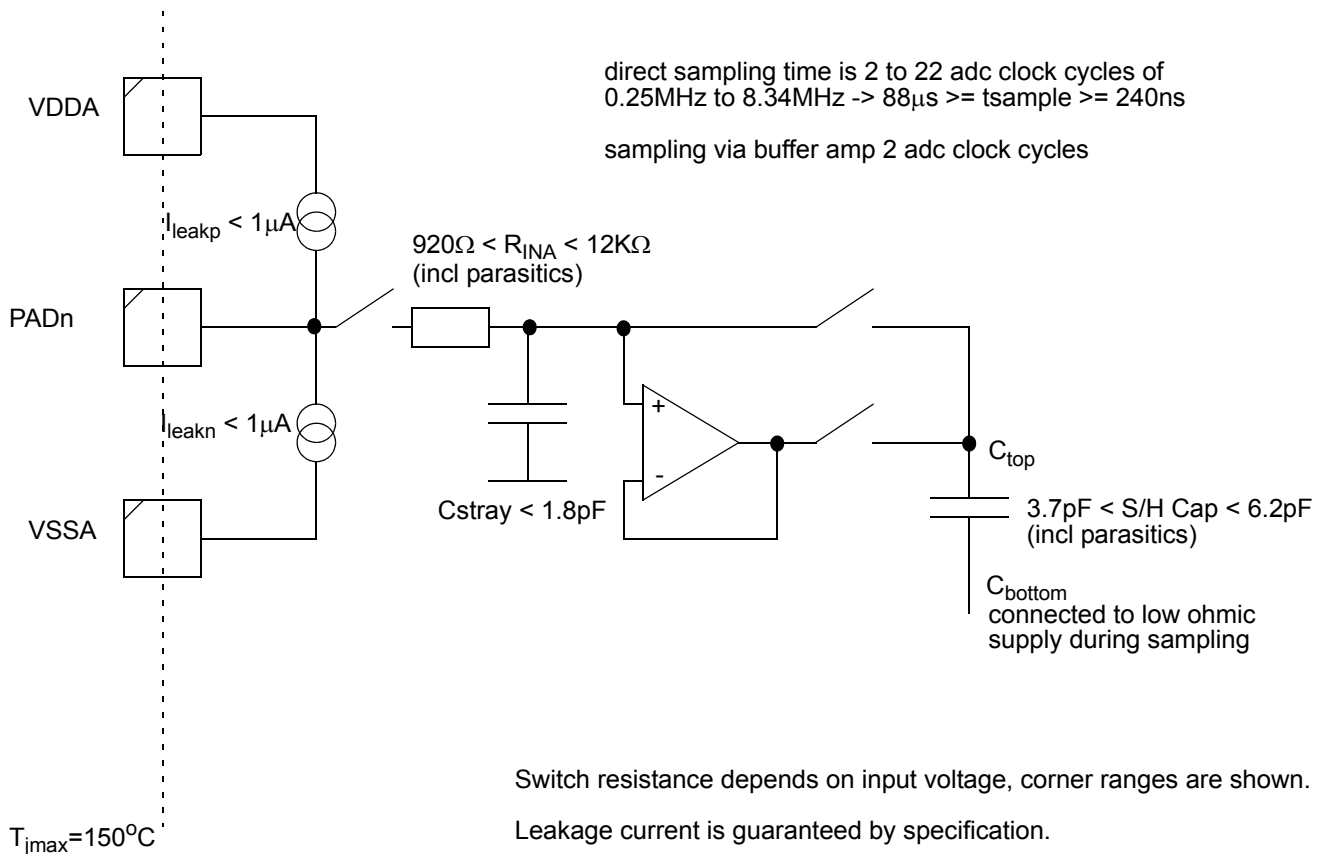 direct sampling time is 2 to 22 adc clock cycles of
0.25MHz to 8.34MHz -> 88μs >= tsample >= 240ns
sampling via buffer amp 2 adc clock cycles
VDDA
Ileakp < 1μA
920Ω < RINA < 12KΩ
(incl parasitics)
PADn
Ileakn < 1μA
+
-
Cstray < 1.8pF
VSSA
Ctop
3.7pF < S/H Cap < 6.2pF
(incl parasitics)
Cbottom
connected to low ohmic
supply during sampling
Switch resistance depends on input voltage, corner ranges are shown.
Leakage current is guaranteed by specification.
Tjmax=150oC